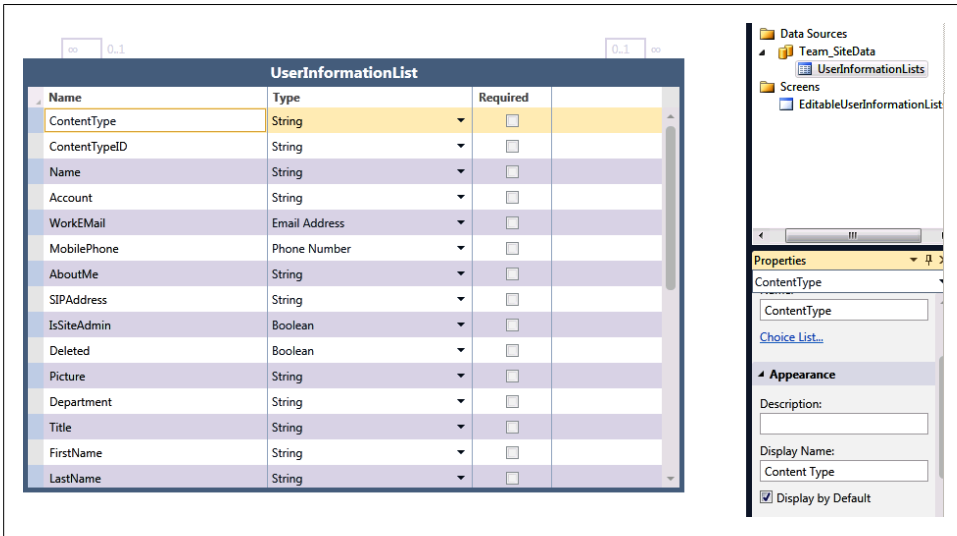 ∞ 0..1 0..1 ∞
UserInformationList
Name Type Required
ContentType String
ContentTypeID String
Name String
Account String
WorkEMail Email Address
MobilePhone Phone Number
AboutMe String
SIPAddress String
IsSiteAdmin Boolean
Deleted Boolean
Picture String
Department String
Title String
FirstName String
LastName String
Data Sources
Team_SiteData
UserInformationLists
Screens
EditableUserInformationList
Properties
ContentType
ContentType
Choice List...
Appearance
Description:
Display Name:
Content Type
Display by Default